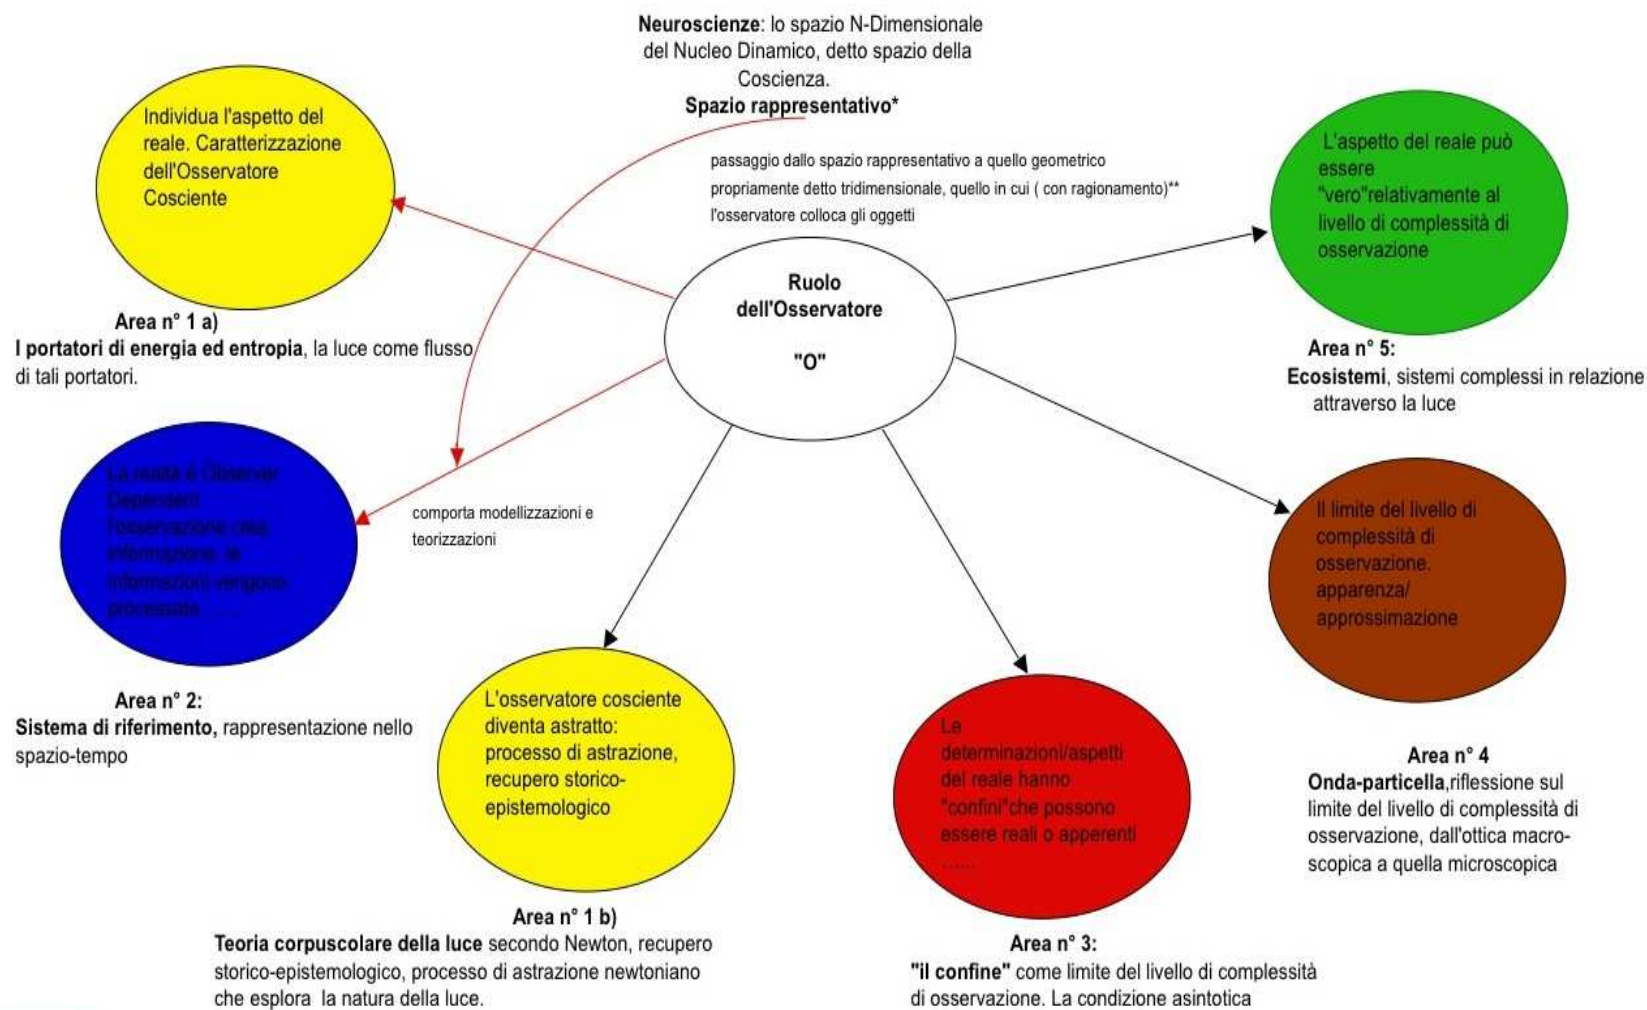 Neuroscienze: lo spazio N-Dimensionale
del Nucleo Dinamico, detto spazio della
Coscienza.
Spazio rappresentativo*
passaggio dallo spazio rappresentativo a quello geometrico
propriamente detto tridimensionale, quello in cui ( con ragionamento)**
l'osservatore colloca gli oggetti
Individua l'aspetto del
reale. Caratterizzazione
dell'Osservatore
Cosciente
Area n° 1 a)
I portatori di energia ed entropia, la luce come flusso
di tali portatori.
Ruolo
dell'Osservatore
"O"
L'aspetto del reale può
essere
"vero"relativamente al
livello di complessità di
osservazione
Area n° 5:
Ecosistemi, sistemi complessi in relazione
attraverso la luce
La realtà è Observer
Dependent
l'osservazione crea
informazione, le
informazioni vengono
processate ......
Area n° 2:
Sistema di riferimento, rappresentazione nello
spazio-tempo
comporta modellizzazioni e
teorizzazioni
Il limite del livello di
complessità di
osservazione.
apparenza/
approssimazione
Area n° 4
Onda-particella,riflessione sul
limite del livello di complessità di
osservazione, dall'ottica macro-
scopica a quella microscopica
L'osservatore cosciente
diventa astratto:
processo di astrazione,
recupero storico-
epistemologico
Area n° 1 b)
Teoria corpuscolare della luce secondo Newton, recupero
storico-epistemologico, processo di astrazione newtoniano
che esplora la natura della luce.
Le
determinazioni/aspetti
del reale hanno
"confini"che possono
essere reali o apperenti
......
Area n° 3:
"il confine" come limite del livello di complessità
di osservazione. La condizione asintotica